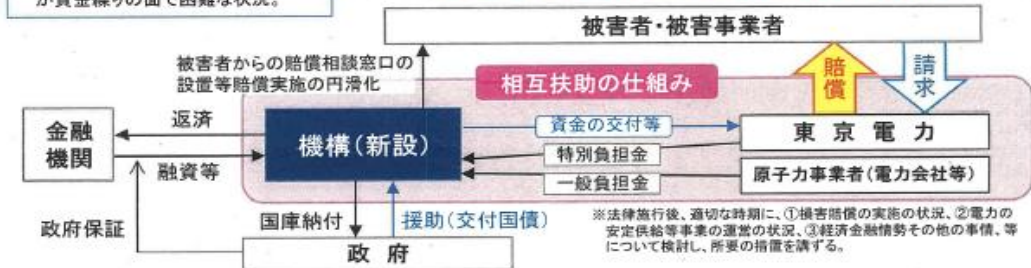 が資金繰りの面で困難な状況。
被害者・被害事業者
被害者からの賠償相談窓口の
設置等賠償実施の円滑化
相互扶助の仕組み
賠償
請求
金融
機関
返済
融資等
機構(新設)
資金の交付等
特別負担金
一般負担金
東京電力
原子力事業者(電力会社等)
政府保証
国庫納付
援助(交付国債)
政府
※法律施行後、適切な時期に、①損害賠償の実施の状況、②電力の
安定供給等事業の運営の状況、③経済金融情勢その他の事情、等
について検討し、所要の措置を講ずる。